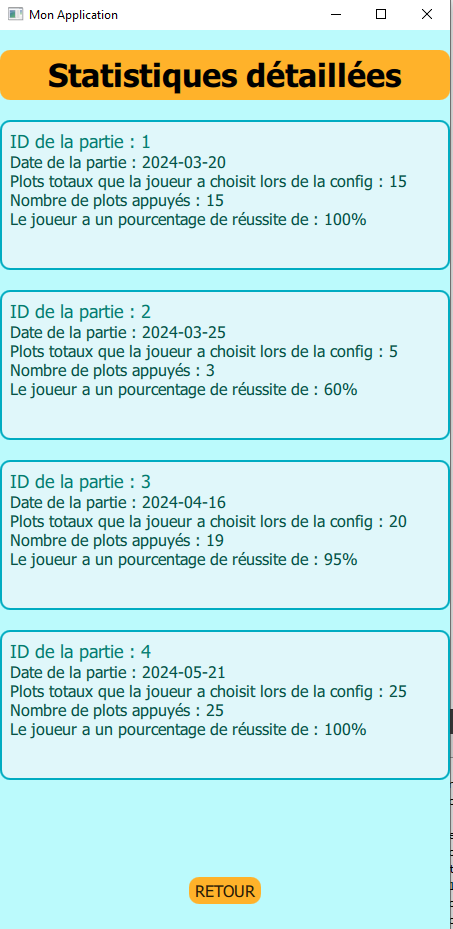 Mon Application
Statistiques détaillées
ID de la partie : 1
Date de la partie : 2024-03-20
Plots totaux que la joueur a choisit lors de la config : 15
Nombre de plots appuyés : 15
Le joueur a un pourcentage de réussite de : 100%
ID de la partie : 2
Date de la partie : 2024-03-25
Plots totaux que la joueur a choisit lors de la config : 5
Nombre de plots appuyés : 3
Le joueur a un pourcentage de réussite de : 60%
ID de la partie : 3
Date de la partie : 2024-04-16
Plots totaux que la joueur a choisit lors de la config : 20
Nombre de plots appuyés : 19
Le joueur a un pourcentage de réussite de : 95%
ID de la partie : 4
Date de la partie : 2024-05-21
Plots totaux que la joueur a choisit lors de la config : 25
Nombre de plots appuyés : 25
Le joueur a un pourcentage de réussite de : 100%
RETOUR